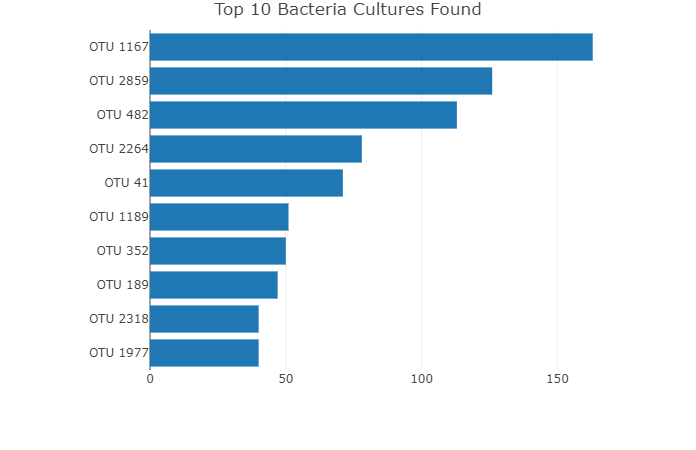 Top 10 Bacteria Cultures Found
OTU 1167
OTU 2859
OTU 482
OTU 2264
OTU 41
OTU 1189
OTU 352
OTU 189
OTU 2318
OTU 1977
0 50 100 150